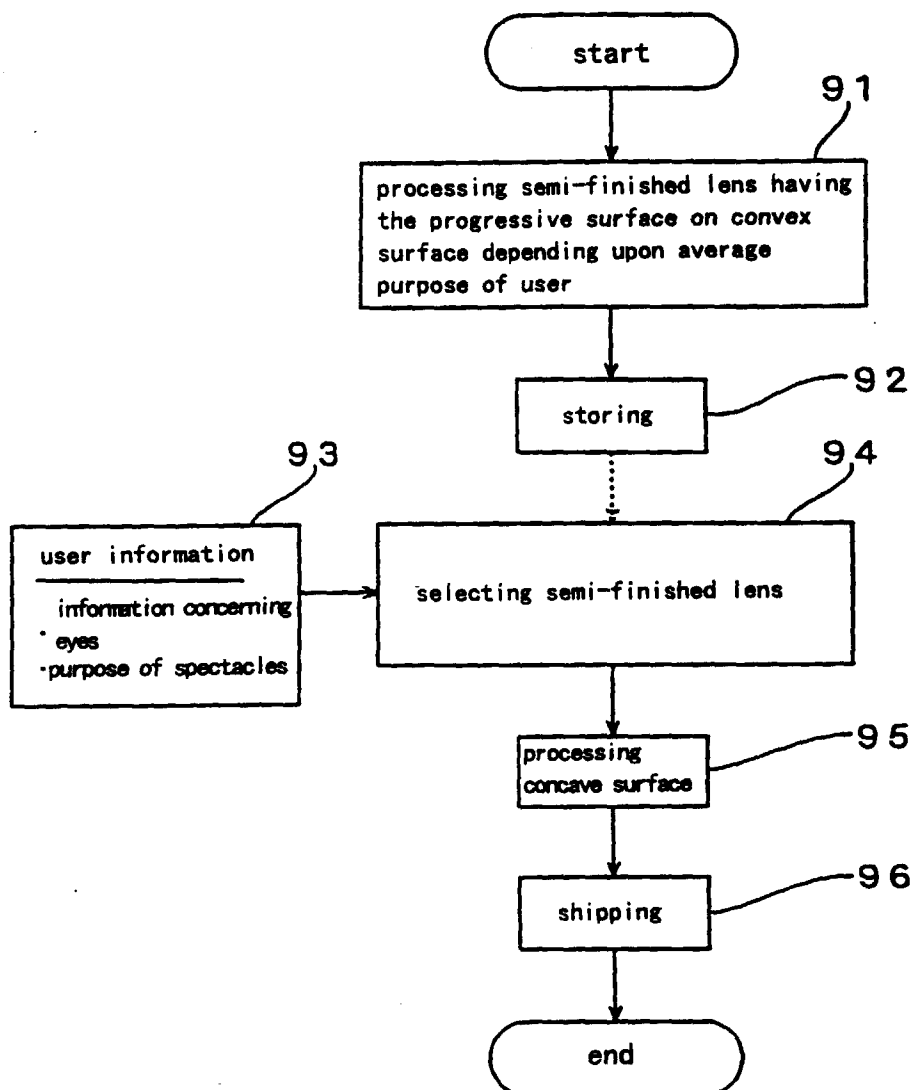 start
91
processing semi-finished lens having
the progressive surface on convex
surface depending upon average
purpose of user
92
storing
93
94
user information
information concerning
· eyes
·purpose of spectacles
selecting semi-finished lens
95
processing
concave surface
96
shipping
end